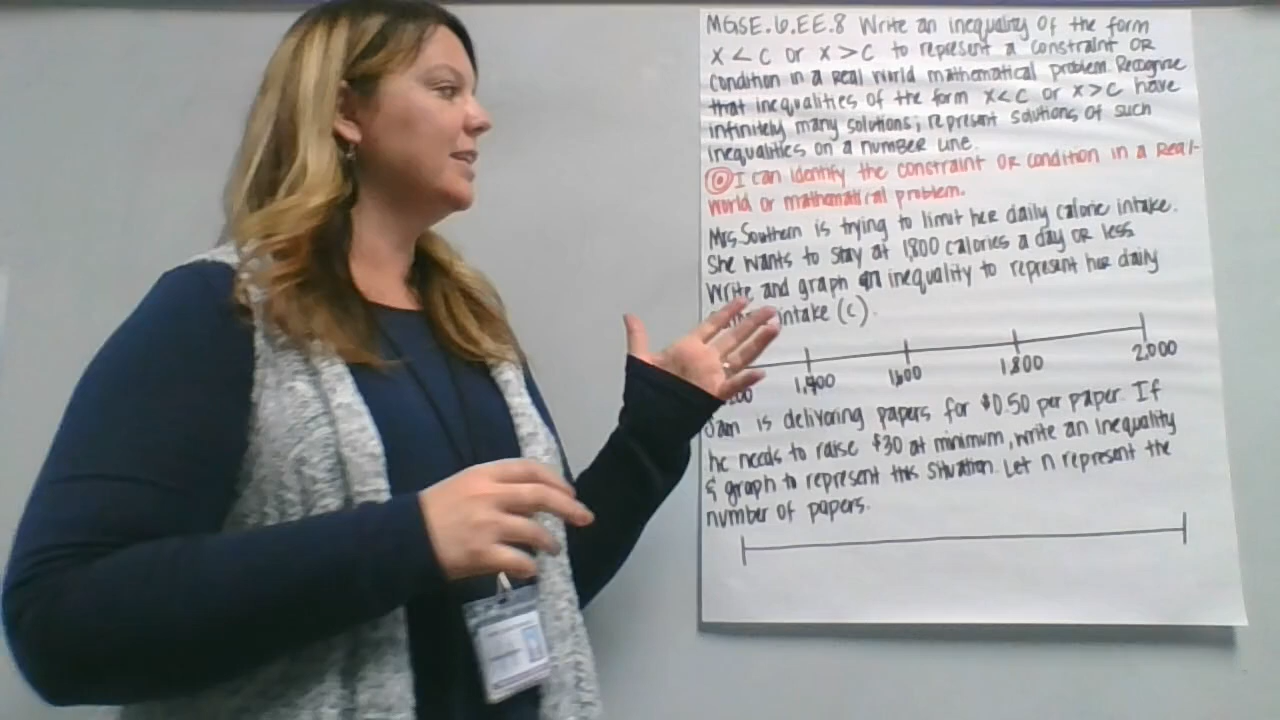 MGSE.6.EE.8 Write an inequality of the form
x < c or x > c to represent a constraint or
condition in a real world mathematical problem. Recognize
that inequalities of the form x < c or x > c have
infinitely many solutions; represent solutions of such
inequalities on a number line.
I can identify the constraint or condition in a real-
world or mathematical problem.
Mrs. Southern is trying to limit her daily calorie intake.
She wants to stay at 1,800 calories a day or less
Write and graph an inequality to represent her daily
intake (c).
1,400 1,600 1,800 2,000
Sam is delivering papers for $0.50 per paper. If
he needs to raise $30 at minimum, write an inequality
& graph to represent this situation. Let n represent the
number of papers.